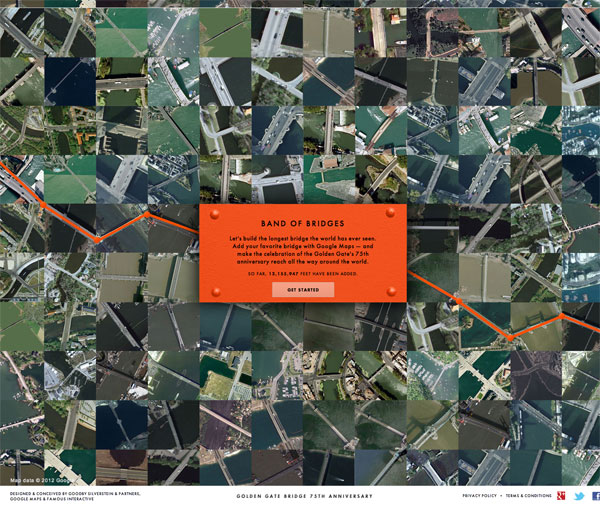 BAND OF BRIDGES
Let's build the longest bridge the world has ever seen.
Add your favorite bridge with Google Maps — and
make the celebration of the Golden Gate's 75th
anniversary reach all the way around the world.
SO FAR, 12,155,947 FEET HAVE BEEN ADDED.
GET STARTED
Map data © 2012 Google
DESIGNED & CONCEIVED BY GOODBY SILVERSTEIN & PARTNERS,
GOOGLE MAPS & FAMOUS INTERACTIVE
GOLDEN GATE BRIDGE 75TH ANNIVERSARY
PRIVACY POLICY • TERMS & CONDITIONS